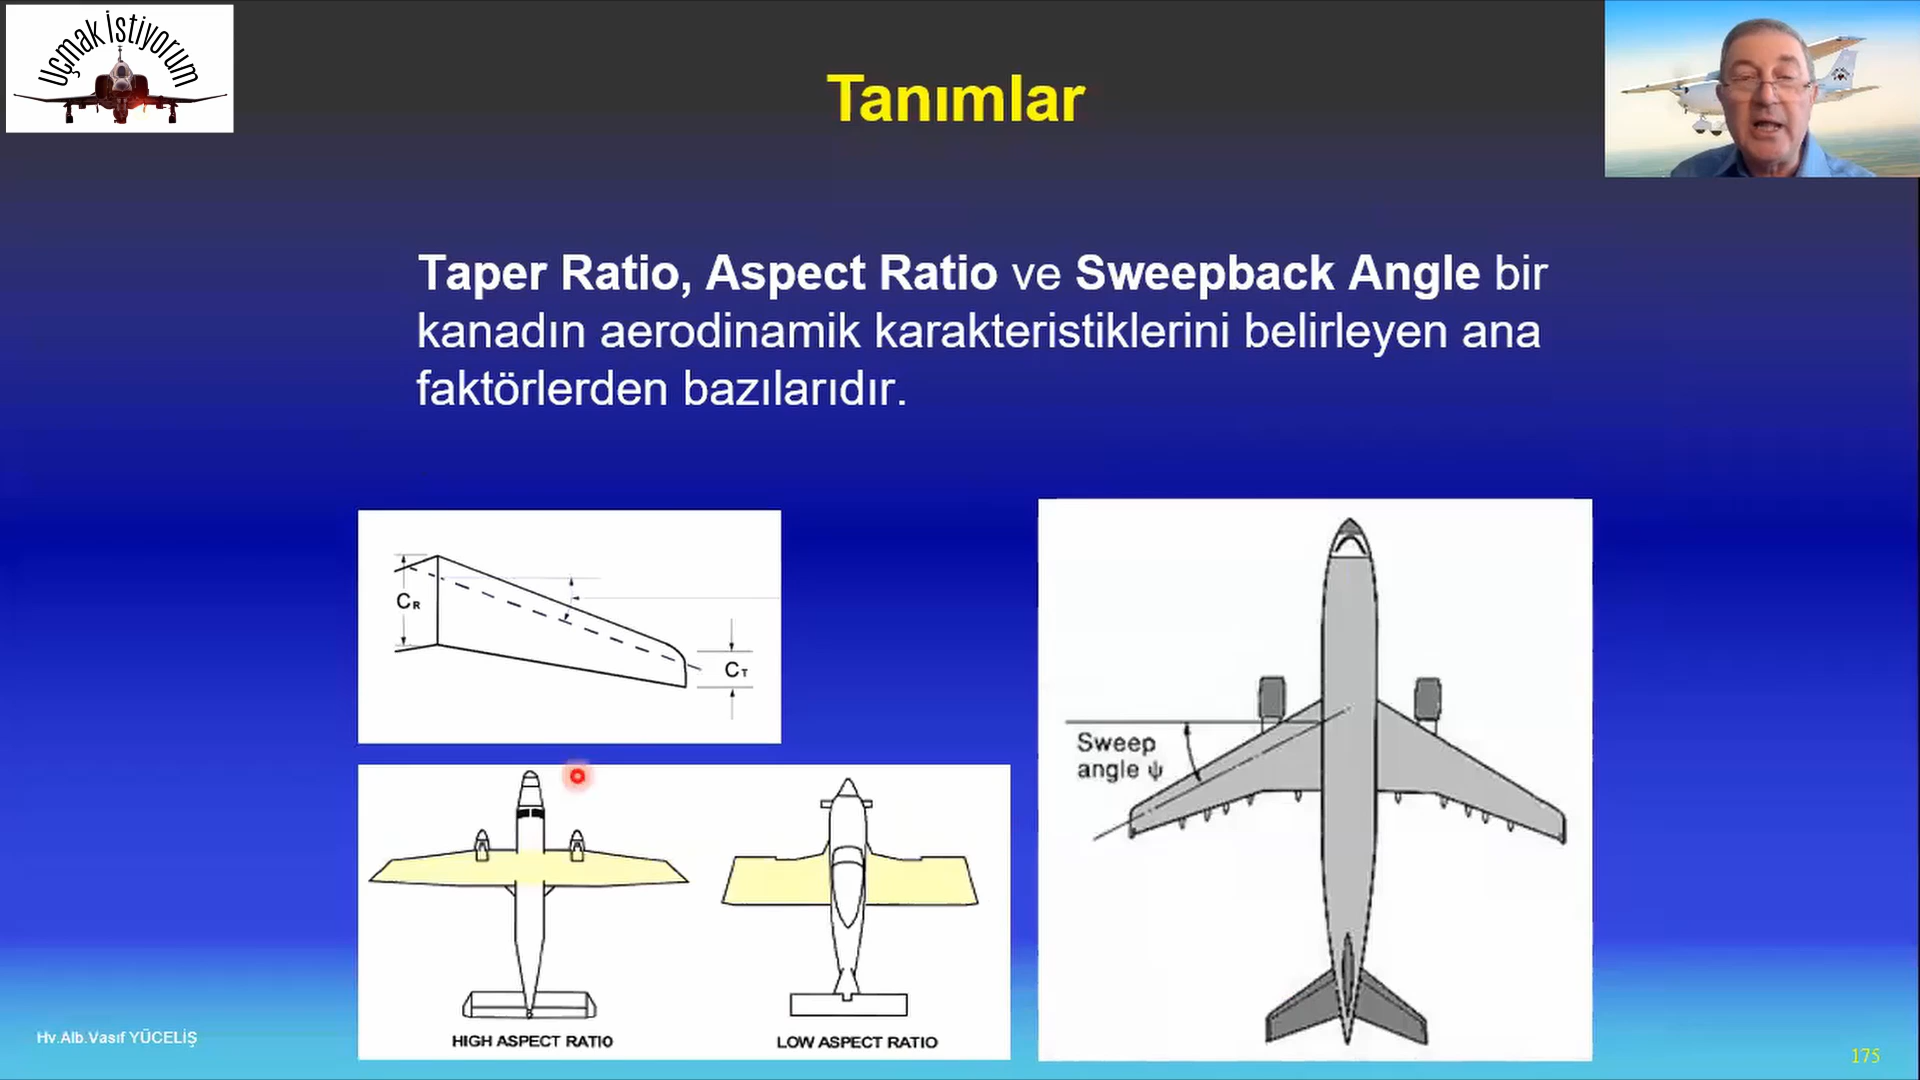 Uçmak İstiyorum
Tanımlar
Taper Ratio, Aspect Ratio ve Sweepback Angle bir
kanadın aerodinamik karakteristiklerini belirleyen ana
faktörlerden bazılarıdır.
CR
CT
Sweep
angle ψ
HIGH ASPECT RATIO
LOW ASPECT RATIO
Hv.Alb.Vasıf YÜCELİŞ
175